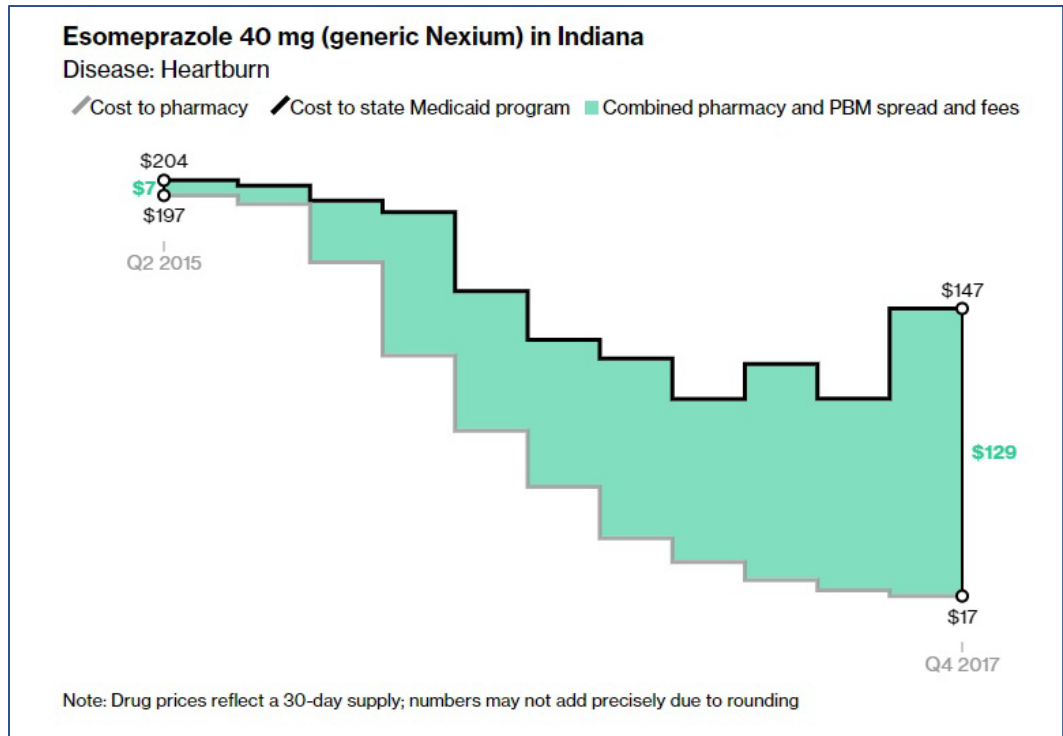 Esomeprazole 40 mg (generic Nexium) in Indiana
Disease: Heartburn
Cost to pharmacy Cost to state Medicaid program Combined pharmacy and PBM spread and fees
$204
$7
$197
Q2 2015
$147
$129
$17
Q4 2017
Note: Drug prices reflect a 30-day supply; numbers may not add precisely due to rounding